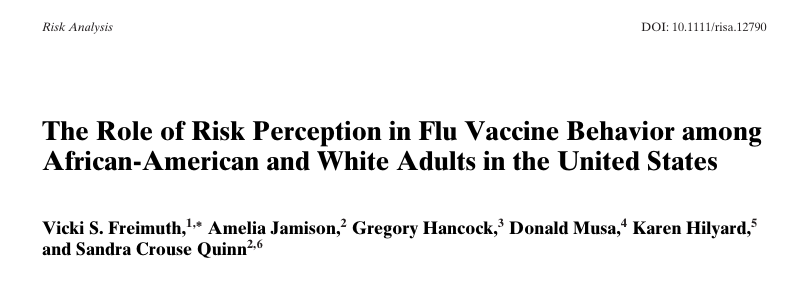 Risk Analysis
DOI: 10.1111/risa.12790
The Role of Risk Perception in Flu Vaccine Behavior among
African-American and White Adults in the United States
Vicki S. Freimuth,1,* Amelia Jamison,2 Gregory Hancock,3 Donald Musa,4 Karen Hilyard,5
and Sandra Crouse Quinn2,6